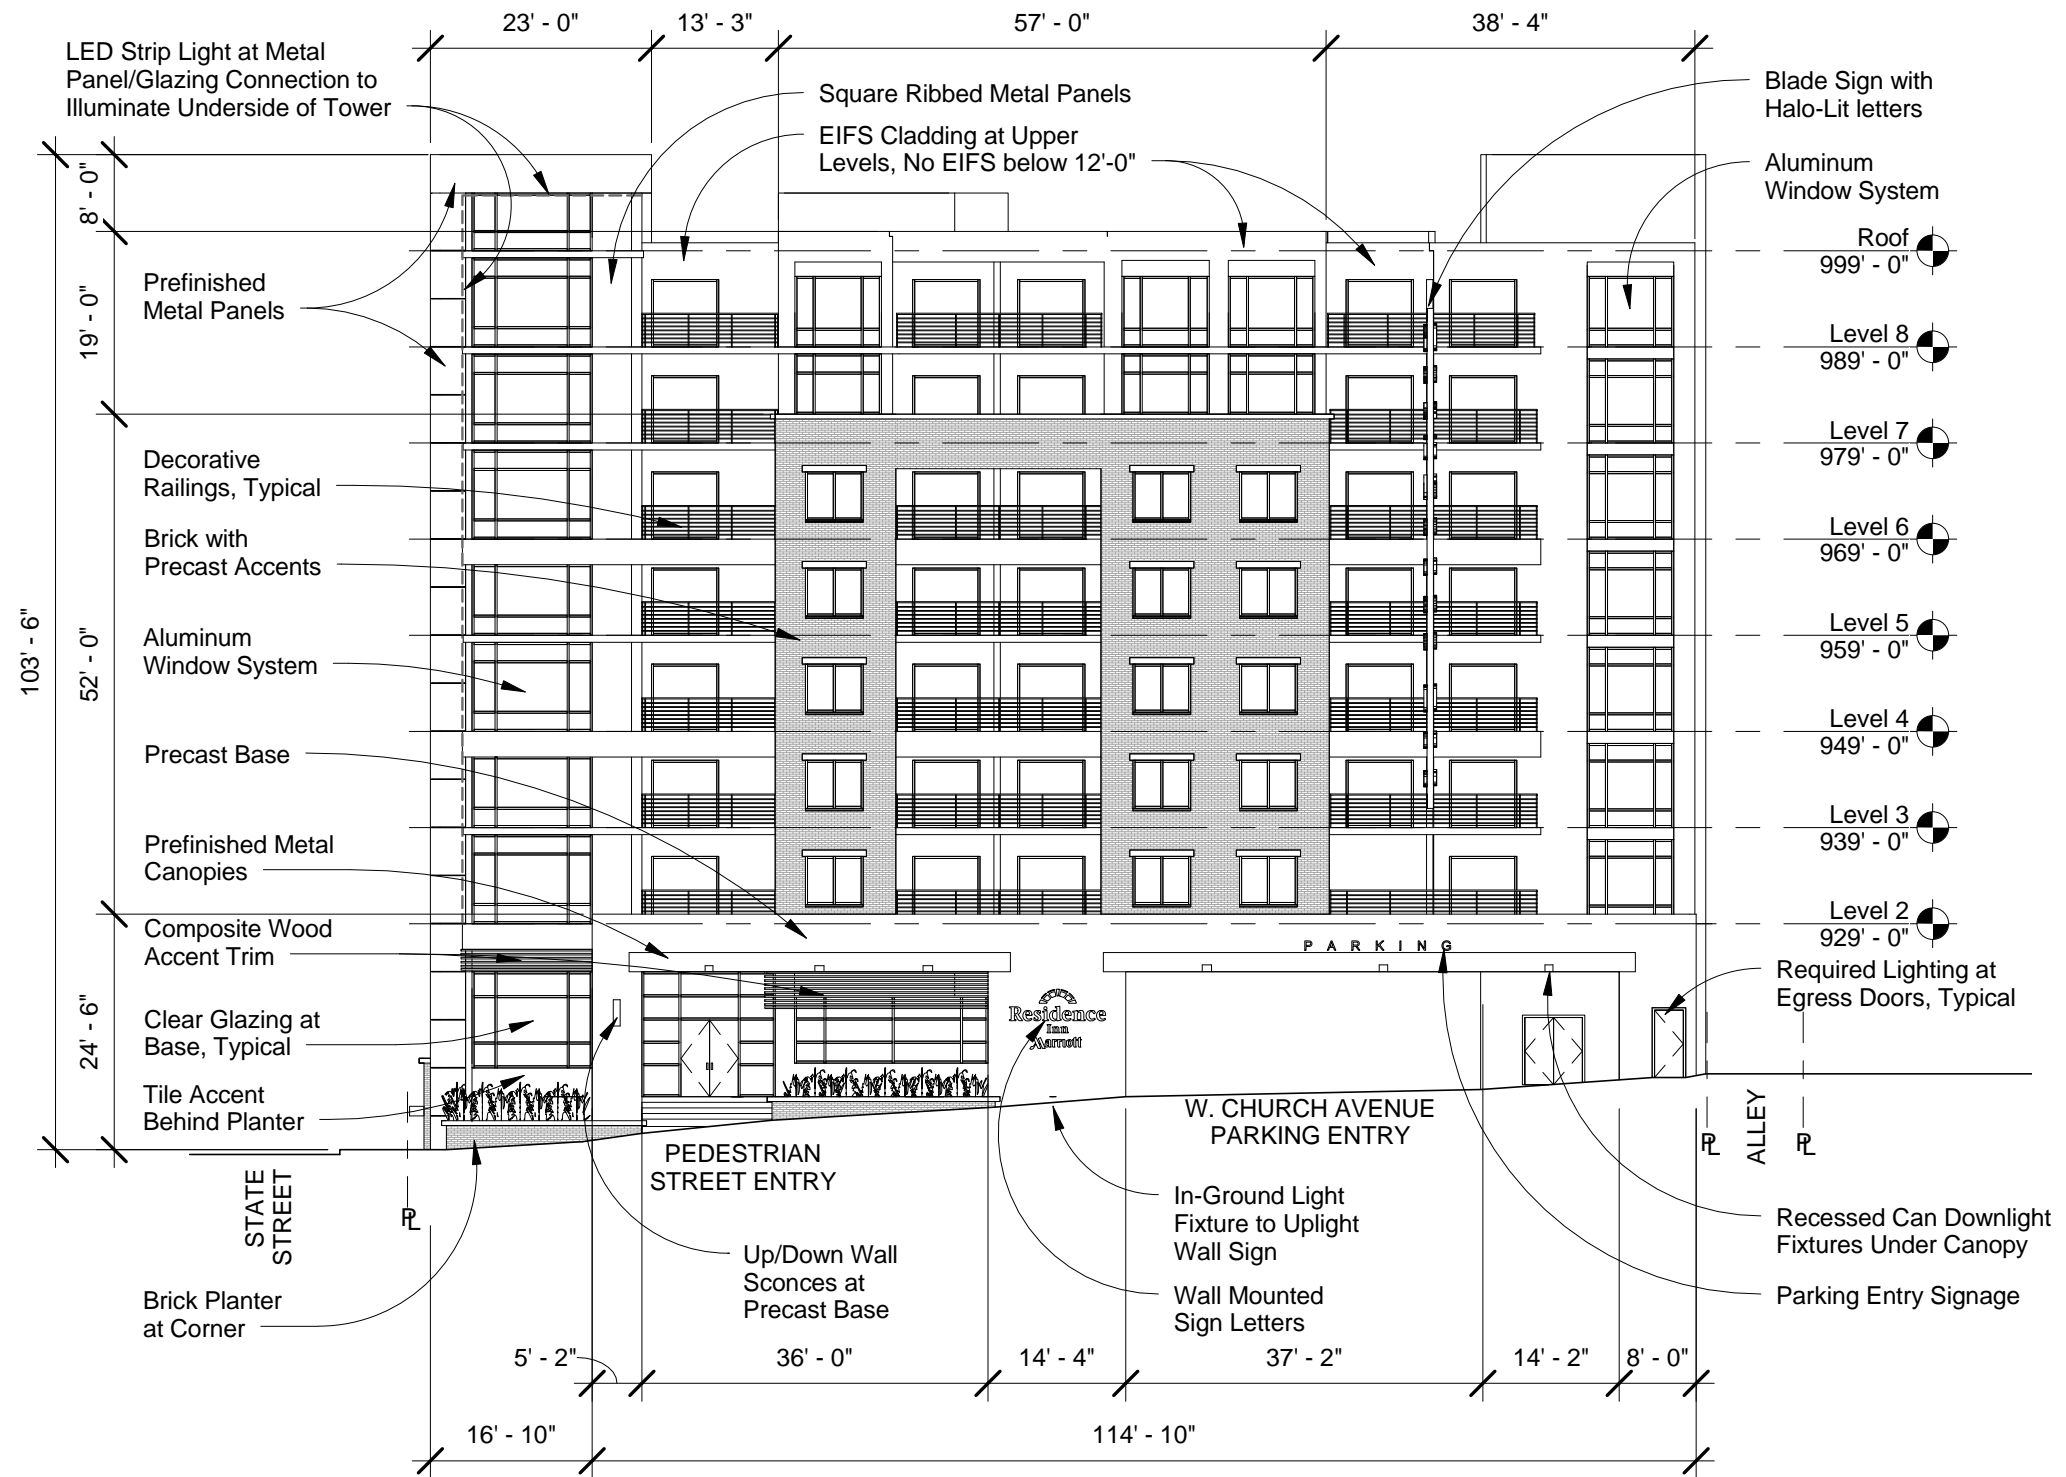 23' - 0"
13' - 3"
57' - 0"
38' - 4"
LED Strip Light at Metal
Panel/Glazing Connection to
Illuminate Underside of Tower
Square Ribbed Metal Panels
EIFS Cladding at Upper
Levels, No EIFS below 12'-0"
Blade Sign with
Halo-Lit letters
Aluminum
Window System
8' - 0"
19' - 0"
52' - 0"
24' - 6"
103' - 6"
Prefinished
Metal Panels
Decorative
Railings, Typical
Brick with
Precast Accents
Aluminum
Window System
Precast Base
Prefinished Metal
Canopies
Composite Wood
Accent Trim
Clear Glazing at
Base, Typical
Tile Accent
Behind Planter
Roof
999' - 0"
Level 8
989' - 0"
Level 7
979' - 0"
Level 6
969' - 0"
Level 5
959' - 0"
Level 4
949' - 0"
Level 3
939' - 0"
Level 2
929' - 0"
PARKING
Residence
Inn
Marriott
Required Lighting at
Egress Doors, Typical
W. CHURCH AVENUE
PARKING ENTRY
PEDESTRIAN
STREET ENTRY
STATE
STREET
PL
PL
ALLEY
PL
In-Ground Light
Fixture to Uplight
Wall Sign
Recessed Can Downlight
Fixtures Under Canopy
Up/Down Wall
Sconces at
Precast Base
Wall Mounted
Sign Letters
Parking Entry Signage
Brick Planter
at Corner
5' - 2"
36' - 0"
14' - 4"
37' - 2"
14' - 2"
8' - 0"
16' - 10"
114' - 10"